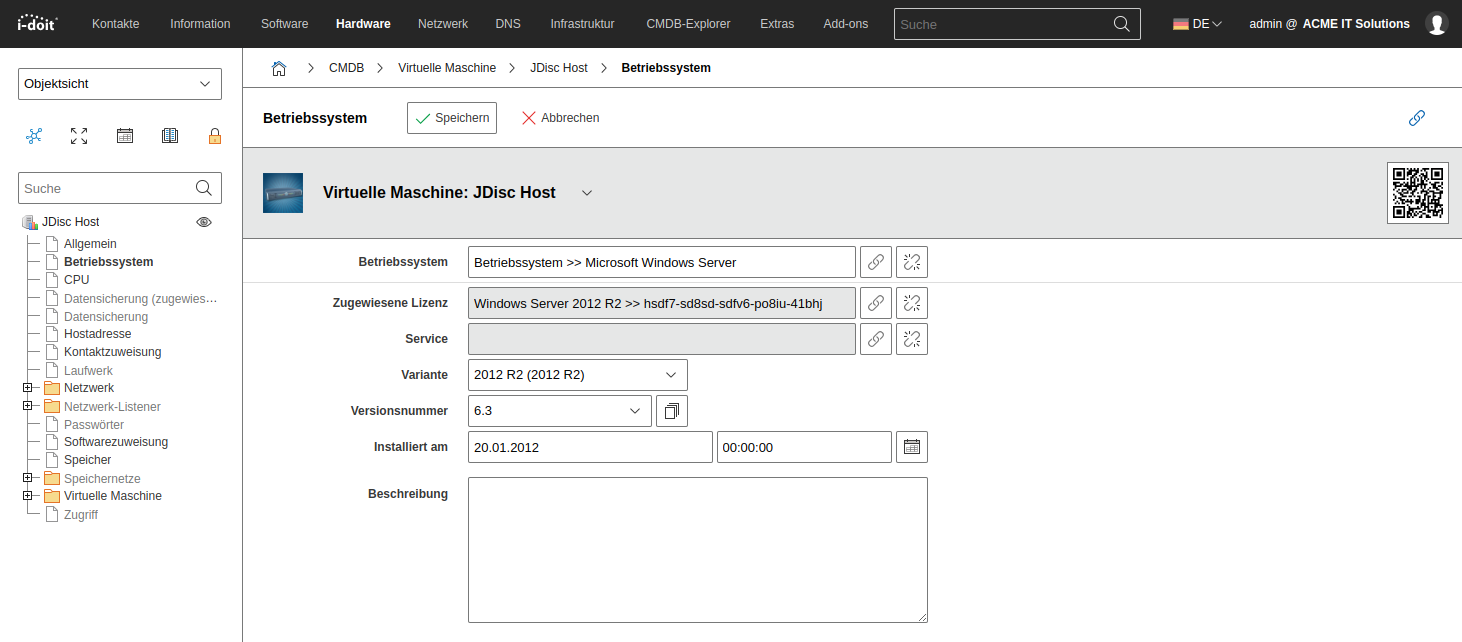 i-doit Kontakte Information Software Hardware Netzwerk DNS Infrastruktur CMDB-Explorer Extras Add-ons Suche DE admin @ ACME IT Solutions
Objektsicht
CMDB Virtuelle Maschine JDisc Host Betriebssystem
Betriebssystem Speichern Abbrechen
Suche
Virtuelle Maschine: JDisc Host
JDisc Host
Allgemein
Betriebssystem
CPU
Datensicherung (zugewies...
Datensicherung
Hostadresse
Kontaktzuweisung
Laufwerk
Netzwerk
Netzwerk-Listener
Passwörter
Softwarezuweisung
Speicher
Speichernetze
Virtuelle Maschine
Zugriff
Betriebssystem Betriebssystem >> Microsoft Windows Server
Zugewiesene Lizenz Windows Server 2012 R2 >> hsdf7-sd8sd-sdfv6-po8iu-41bhj
Service
Variante 2012 R2 (2012 R2)
Versionsnummer 6.3
Installiert am 20.01.2012 00:00:00
Beschreibung